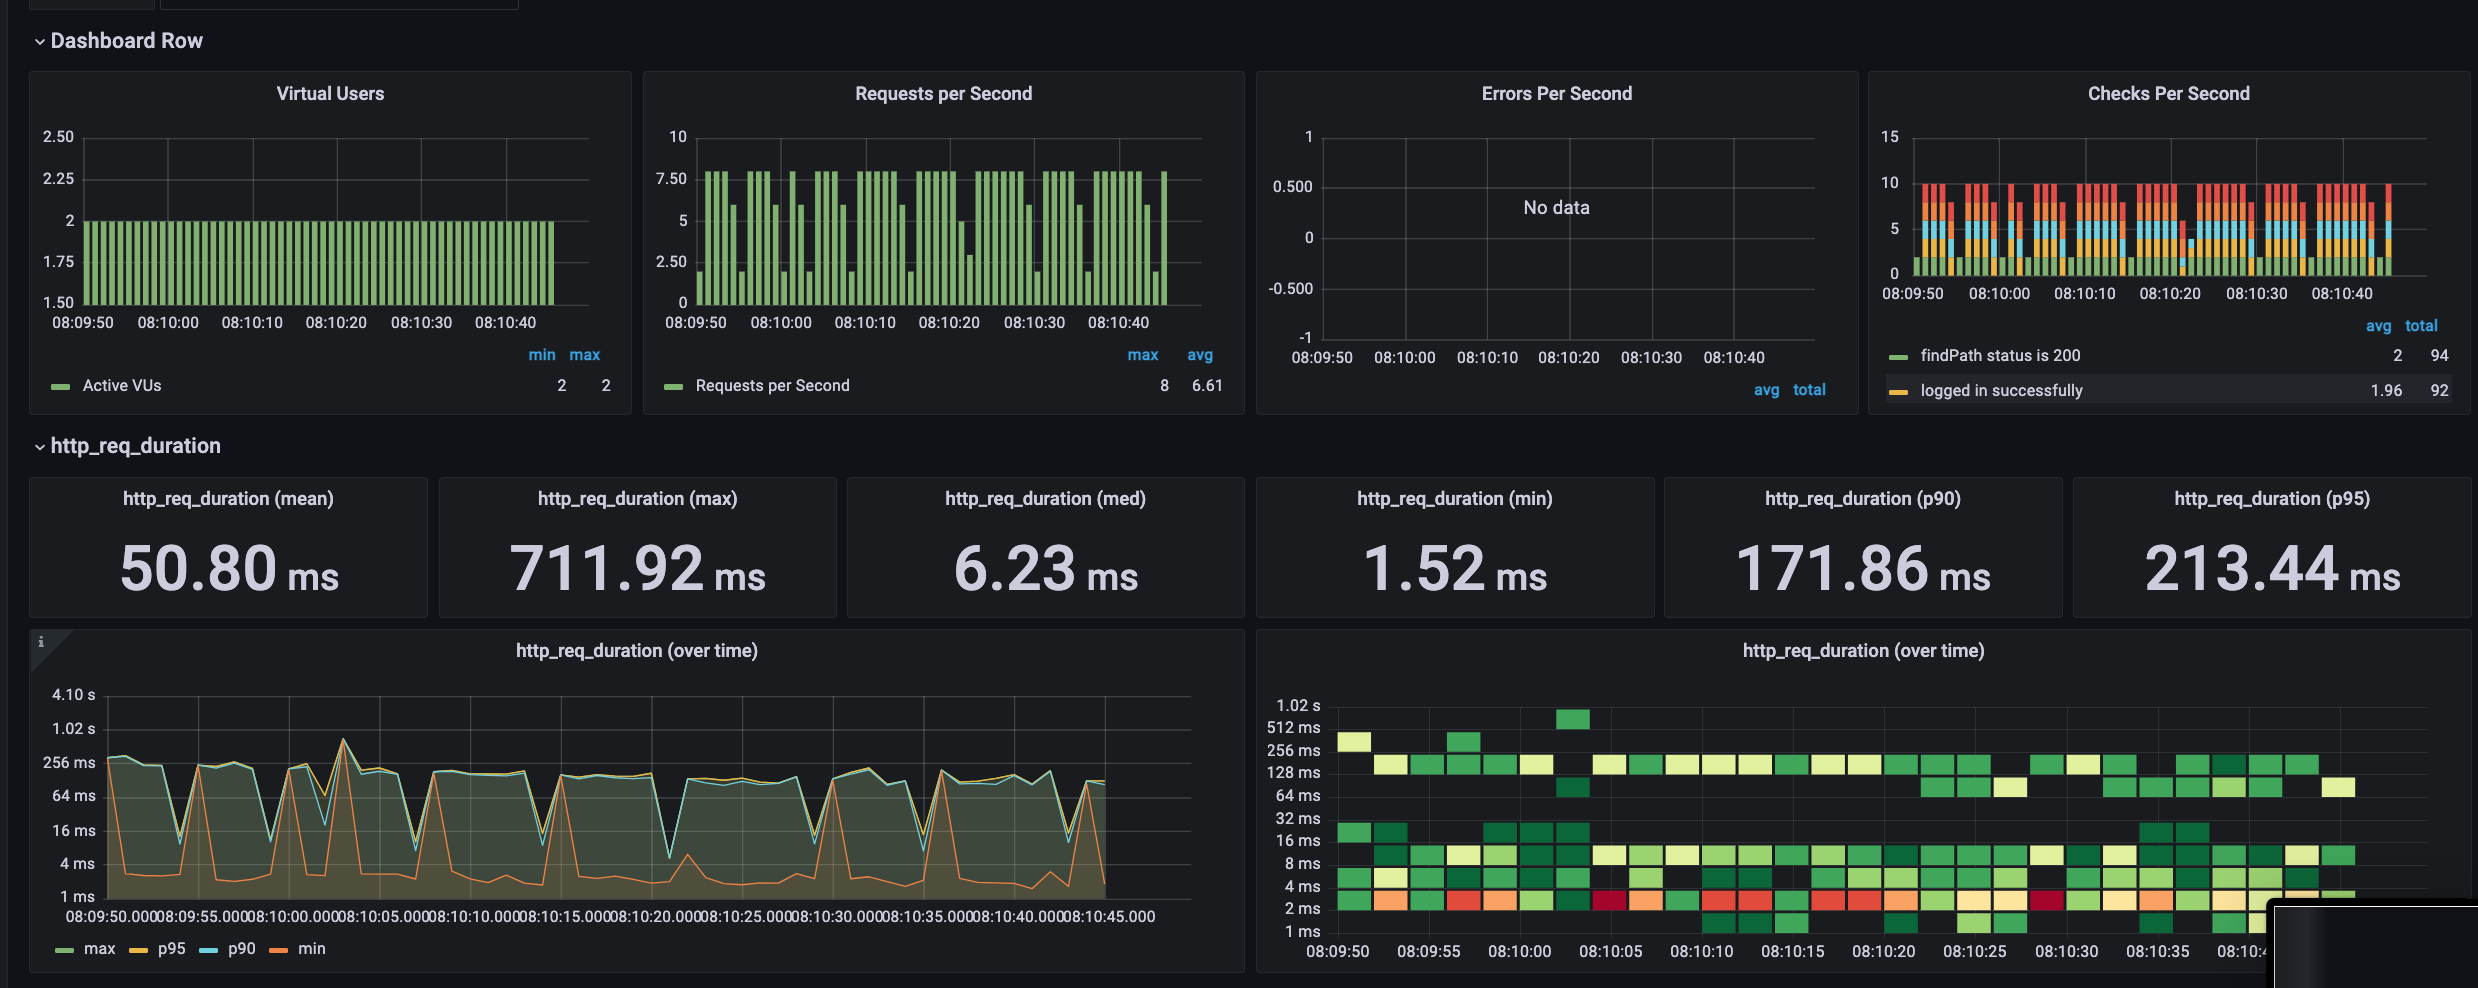 Dashboard Row
Virtual Users
2.50
2.25
2
1.75
1.50
08:09:50 08:10:00 08:10:10 08:10:20 08:10:30 08:10:40
min max
Active VUs 2 2
Requests per Second
10
7.50
5
2.50
0
08:09:50 08:10:00 08:10:10 08:10:20 08:10:30 08:10:40
max avg
Requests per Second 8 6.61
Errors Per Second
1
0.500
0
-0.500
-1
No data
08:09:50 08:10:00 08:10:10 08:10:20 08:10:30 08:10:40
avg total
Checks Per Second
15
10
5
0
08:09:50 08:10:00 08:10:10 08:10:20 08:10:30 08:10:40
avg total
findPath status is 200 2 94
logged in successfully 1.96 92
http_req_duration
http_req_duration (mean)
50.80 ms
http_req_duration (max)
711.92 ms
http_req_duration (med)
6.23 ms
http_req_duration (min)
1.52 ms
http_req_duration (p90)
171.86 ms
http_req_duration (p95)
213.44 ms
i
http_req_duration (over time)
4.10 s
1.02 s
256 ms
64 ms
16 ms
4 ms
1 ms
08:09:50.000 08:09:55.000 08:10:00.000 08:10:05.000 08:10:10.000 08:10:15.000 08:10:20.000 08:10:25.000 08:10:30.000 08:10:35.000 08:10:40.000 08:10:45.000
max p95 p90 min
http_req_duration (over time)
1.02 s
512 ms
256 ms
128 ms
64 ms
32 ms
16 ms
8 ms
4 ms
2 ms
1 ms
08:09:50 08:09:55 08:10:00 08:10:05 08:10:10 08:10:15 08:10:20 08:10:25 08:10:30 08:10:35